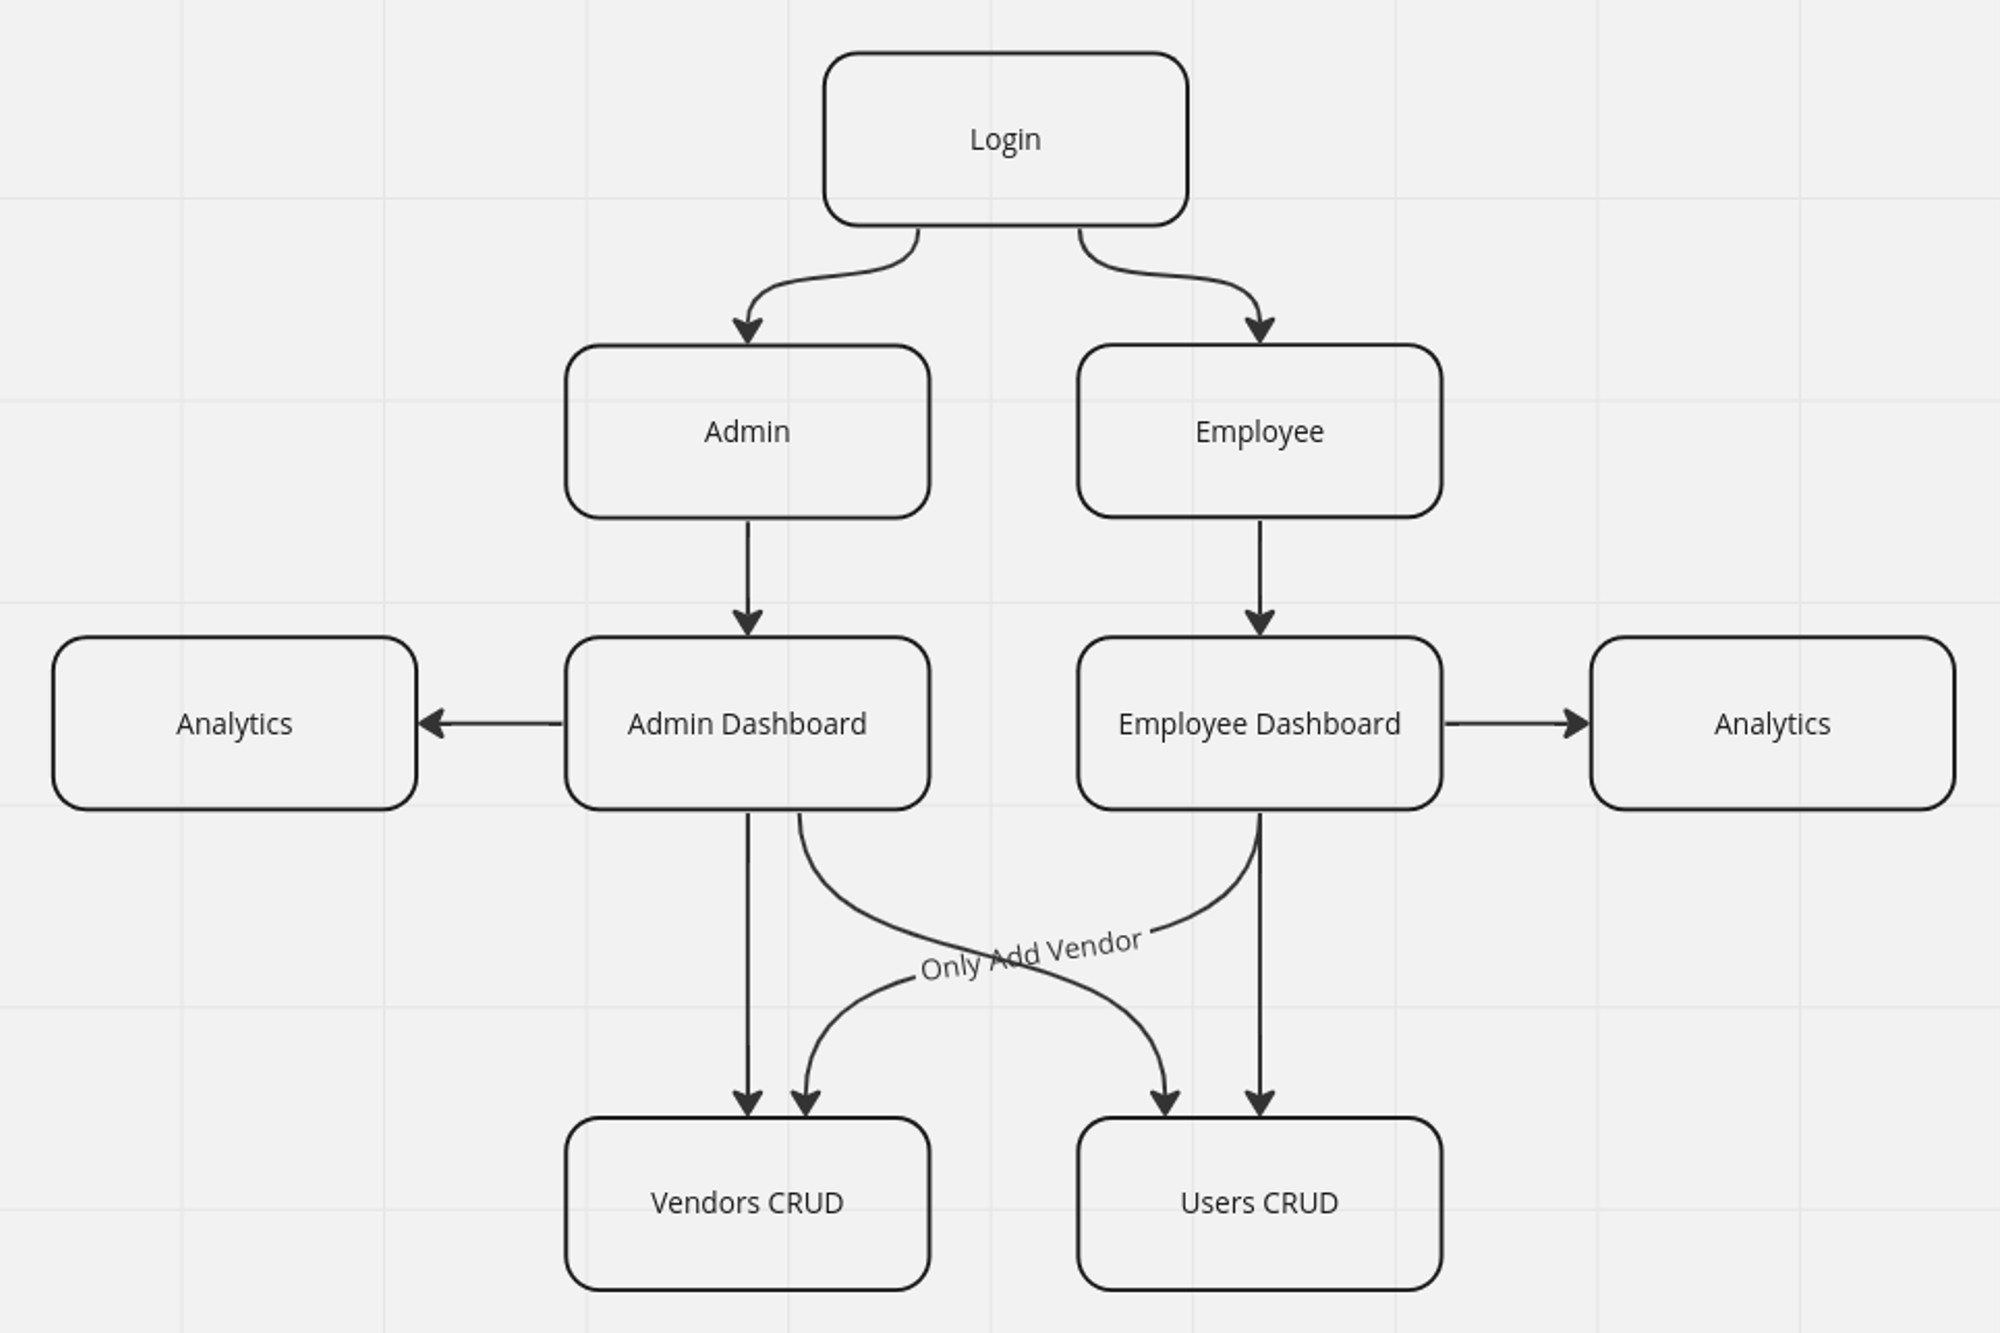 Login
Admin
Employee
Analytics
Admin Dashboard
Employee Dashboard
Analytics
Only Add Vendor
Vendors CRUD
Users CRUD